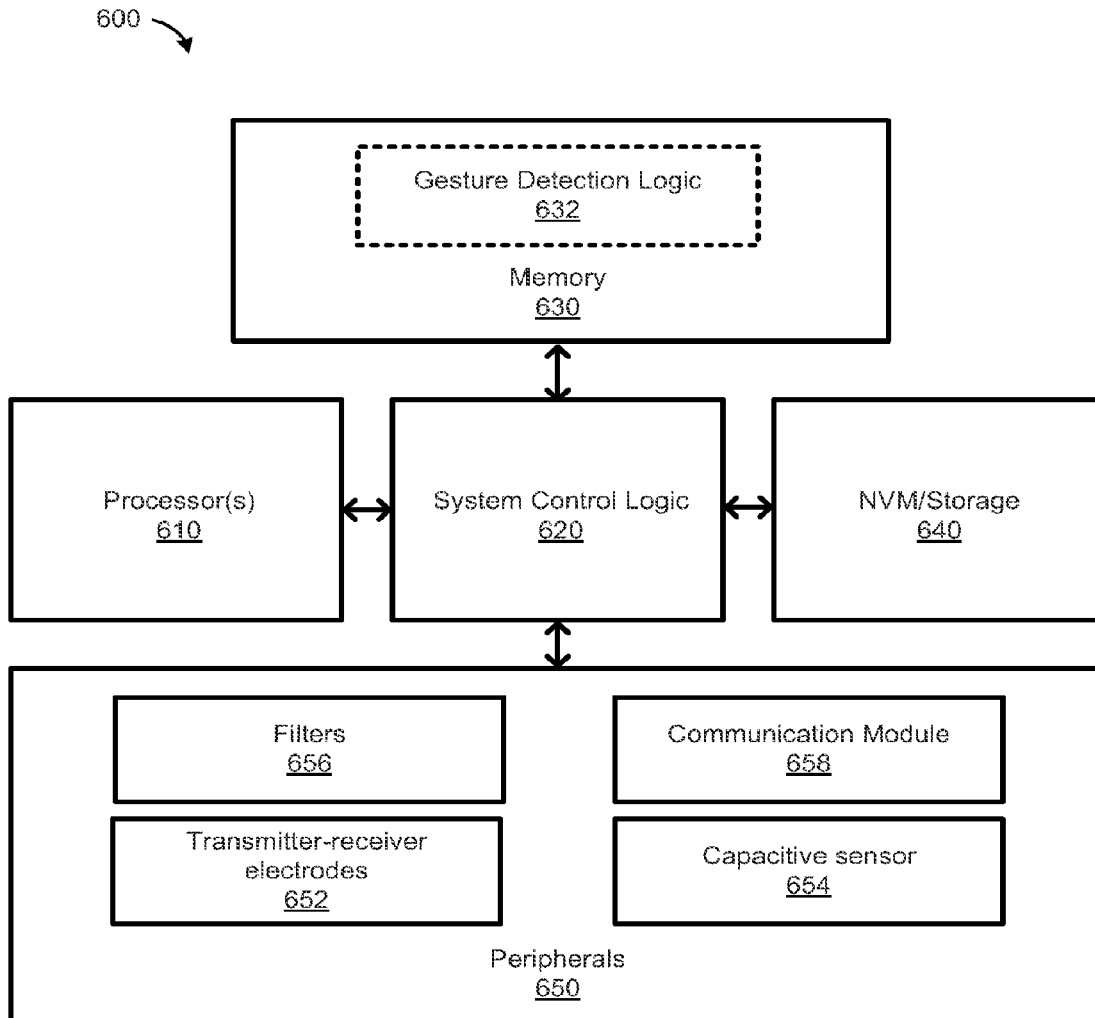 600
Gesture Detection Logic
632
Memory
630
Processor(s)
610
System Control Logic
620
NVM/Storage
640
Filters
656
Communication Module
658
Transmitter-receiver
electrodes
652
Capacitive sensor
654
Peripherals
650